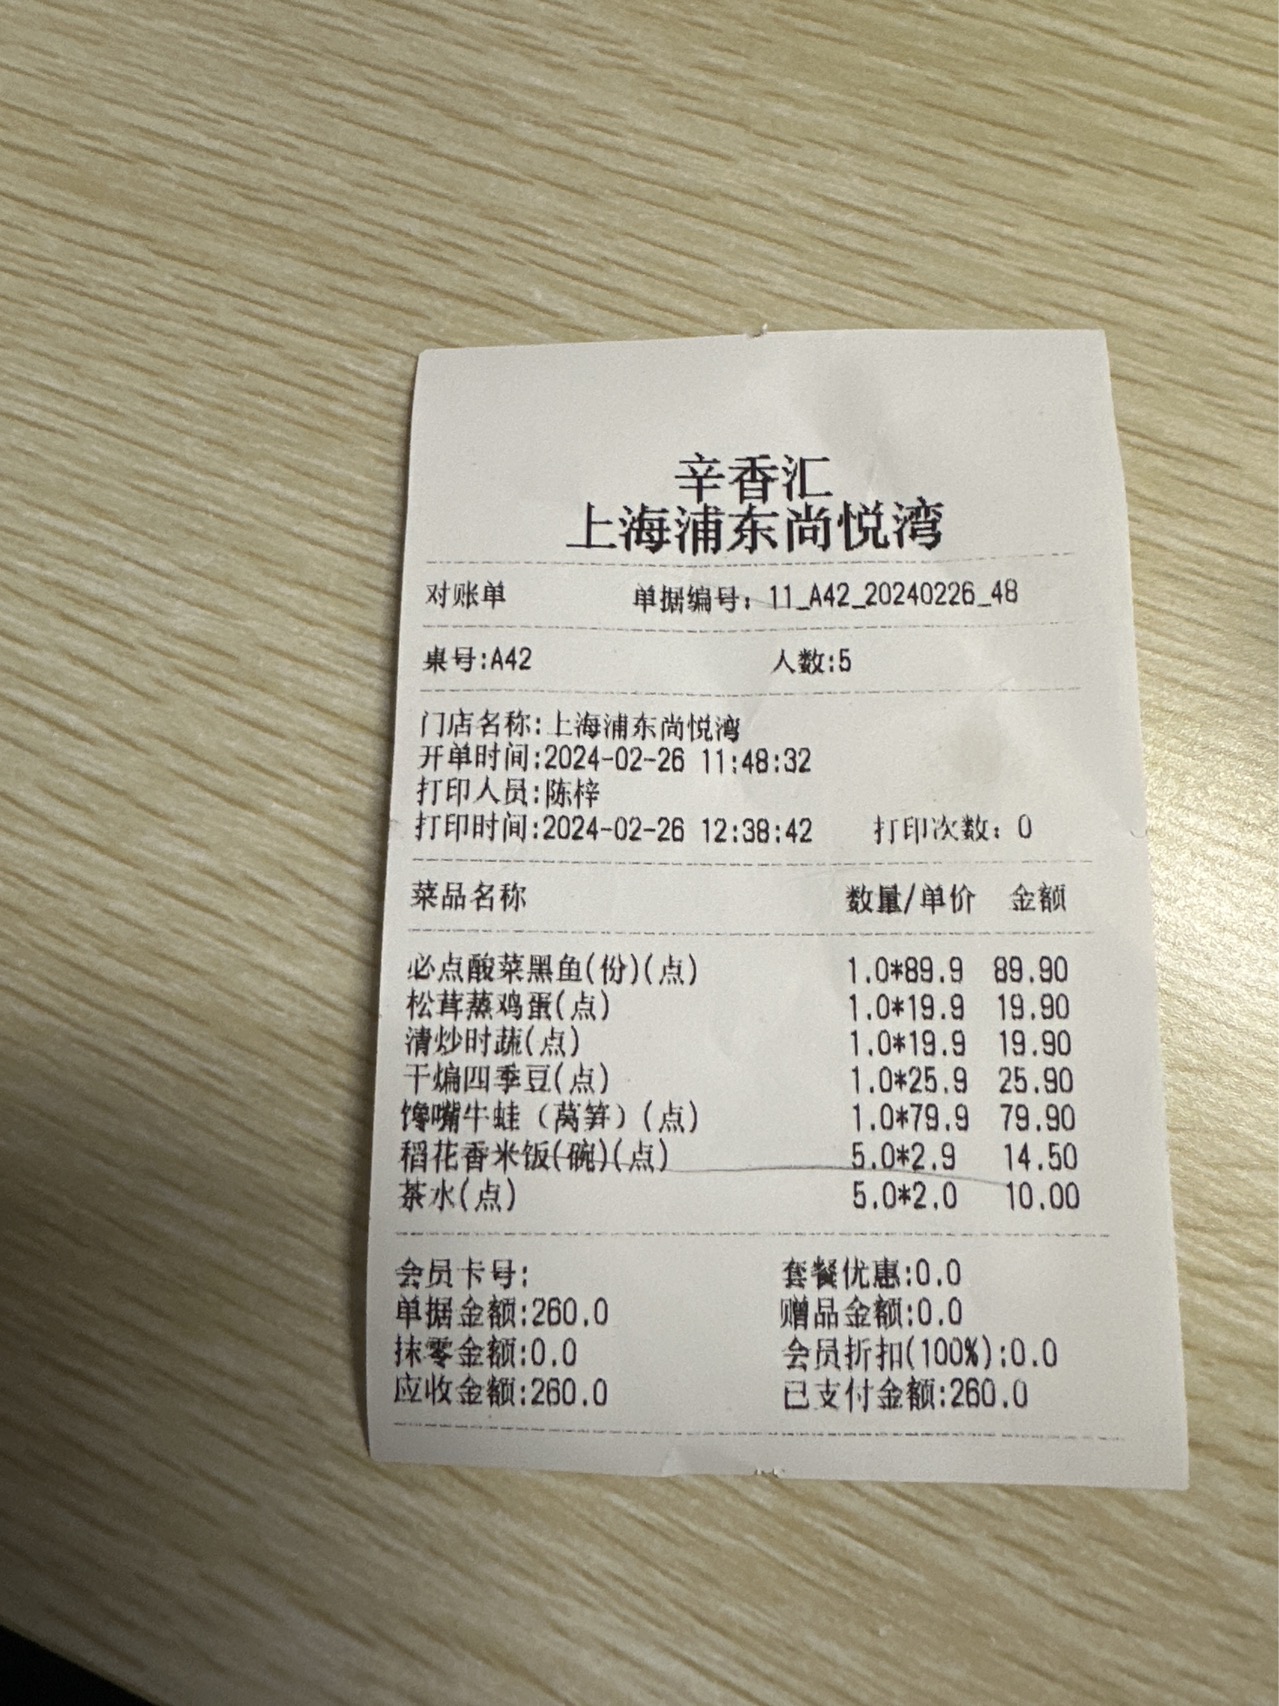 辛香汇
上海浦东尚悦湾
对账单 单据编号：11_A42_20240226_48
桌号:A42 人数:5
门店名称:上海浦东尚悦湾
开单时间:2024-02-26 11:48:32
打印人员:陈梓
打印时间:2024-02-26 12:38:42 打印次数：0
菜品名称 数量/单价 金额
必点酸菜黑鱼(份)(点) 1.0*89.9 89.90
松茸蒸鸡蛋(点) 1.0*19.9 19.90
清炒时蔬(点) 1.0*19.9 19.90
干煸四季豆(点) 1.0*25.9 25.90
馋嘴牛蛙（莴笋）(点) 1.0*79.9 79.90
稻花香米饭(碗)(点) 5.0*2.9 14.50
茶水(点) 5.0*2.0 10.00
会员卡号: 套餐优惠:0.0
单据金额:260.0 赠品金额:0.0
抹零金额:0.0 会员折扣(100%):0.0
应收金额:260.0 已支付金额:260.0